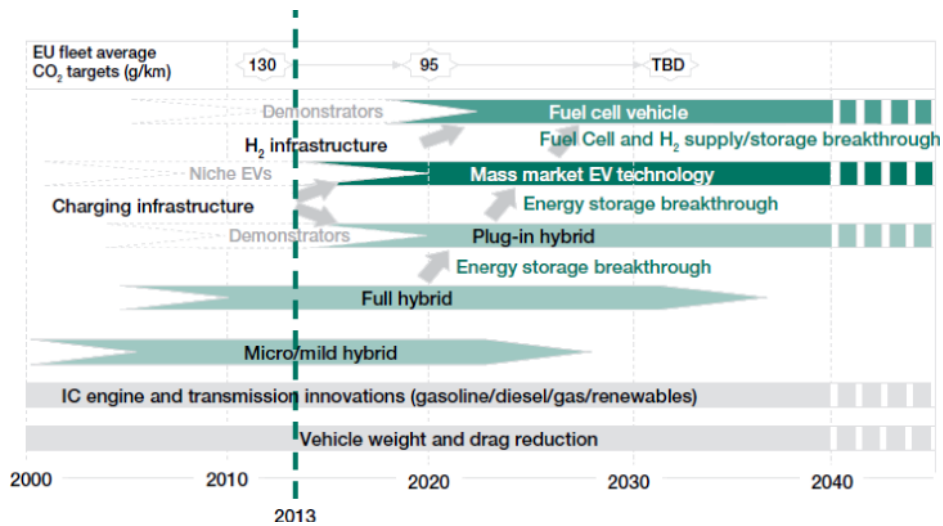 EU fleet average
CO₂ targets (g/km)
130
95
TBD
Demonstrators
Fuel cell vehicle
H₂ infrastructure
Fuel Cell and H₂ supply/storage breakthrough
Niche EVs
Mass market EV technology
Charging infrastructure
Energy storage breakthrough
Demonstrators
Plug-in hybrid
Energy storage breakthrough
Full hybrid
Micro/mild hybrid
IC engine and transmission innovations (gasoline/diesel/gas/renewables)
Vehicle weight and drag reduction
2000
2010
2020
2030
2040
2013